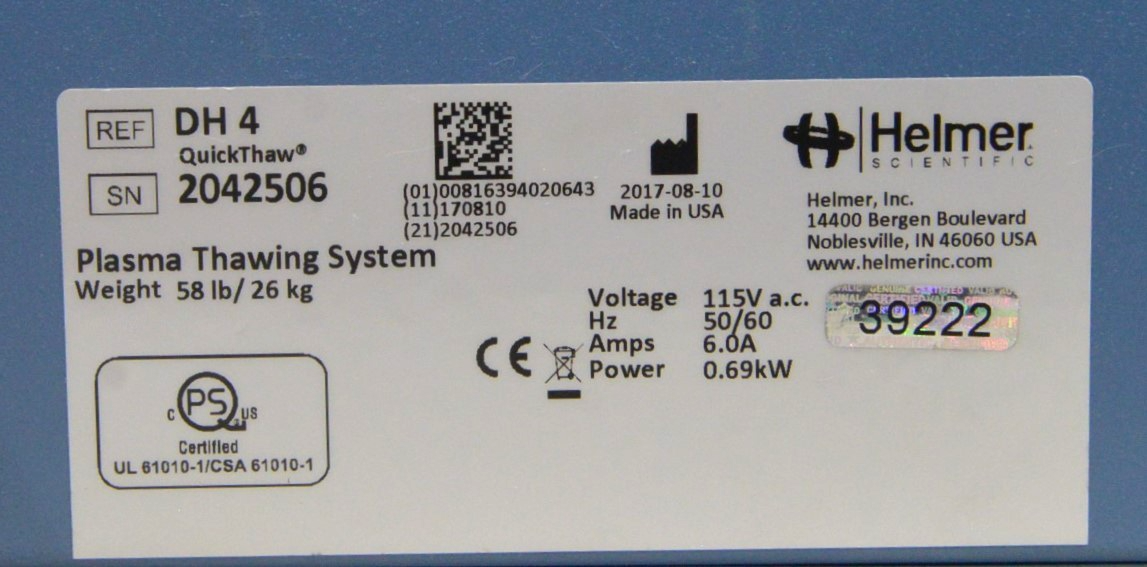 REF DH 4
QuickThaw®
SN 2042506
(01)00816394020643
(11)170810
(21)2042506
2017-08-10
Made in USA
Helmer
SCIENTIFIC
Helmer, Inc.
14400 Bergen Boulevard
Noblesville, IN 46060 USA
www.helmerinc.com
Plasma Thawing System
Weight 58 lb/ 26 kg
Voltage 115V a.c.
Hz 50/60
Amps 6.0A
Power 0.69kW
39222
CE
c PS US
Certified
UL 61010-1/CSA 61010-1